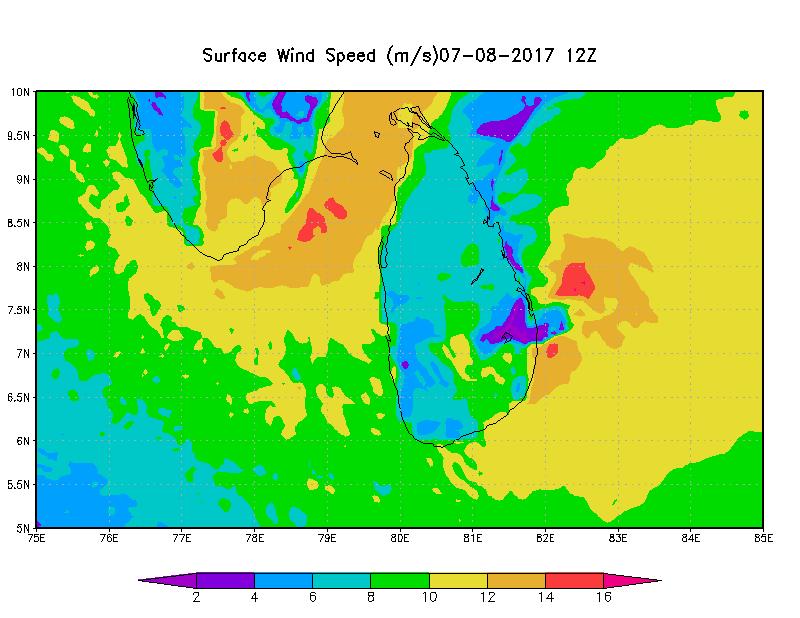 Surface Wind Speed (m/s)07-08-2017 12Z
10N
9.5N
9N
8.5N
8N
7.5N
7N
6.5N
6N
5.5N
5N
75E 76E 77E 78E 79E 80E 81E 82E 83E 84E 85E
2 4 6 8 10 12 14 16